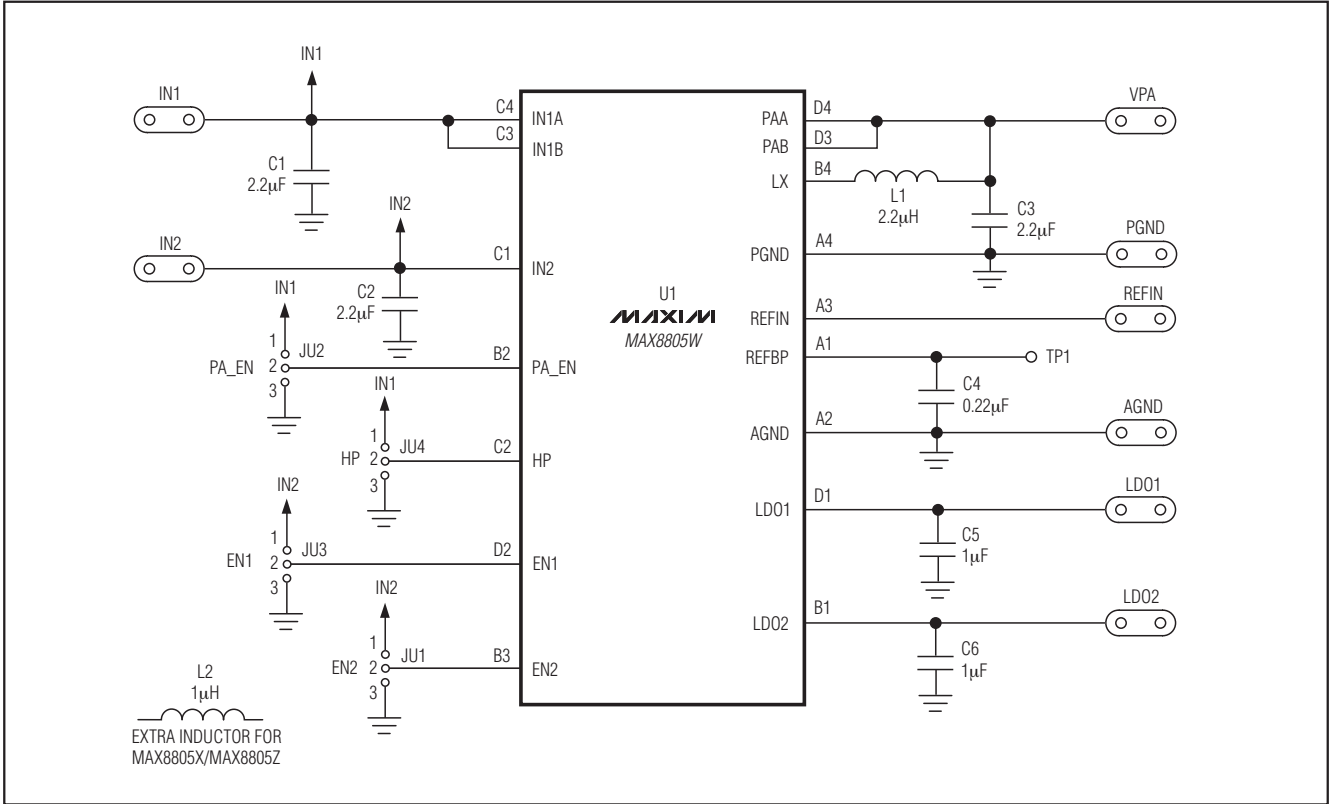 IN1
IN1
C1
2.2µF
C4
IN1A
C3
IN1B
IN2
IN2
C2
2.2µF
C1
IN2
IN1
1
JU2
PA_EN
2
3
B2
PA_EN
IN1
1
JU4
HP
2
3
C2
HP
IN2
1
JU3
EN1
2
3
D2
EN1
IN2
1
JU1
EN2
2
3
B3
EN2
L2
1µH
EXTRA INDUCTOR FOR
MAX8805X/MAX8805Z
U1
MAXIM
MAX8805W
PAA
D4
VPA
PAB
D3
LX
B4
L1
2.2µH
C3
2.2µF
PGND
A4
PGND
REFIN
A3
REFIN
REFBP
A1
TP1
C4
0.22µF
AGND
A2
AGND
LDO1
D1
LDO1
C5
1µF
LDO2
B1
LDO2
C6
1µF